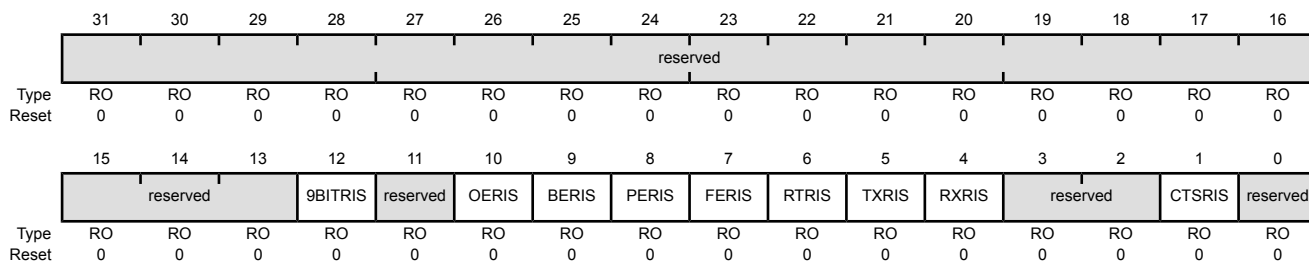 31 30 29 28 27 26 25 24 23 22 21 20 19 18 17 16
reserved
Type RO RO RO RO RO RO RO RO RO RO RO RO RO RO RO RO
Reset 0 0 0 0 0 0 0 0 0 0 0 0 0 0 0 0
15 14 13 12 11 10 9 8 7 6 5 4 3 2 1 0
reserved 9BITRIS reserved OERIS BERIS PERIS FERIS RTRIS TXRIS RXRIS reserved CTSRIS reserved
Type RO RO RO RO RO RO RO RO RO RO RO RO RO RO RO RO
Reset 0 0 0 0 0 0 0 0 0 0 0 0 0 0 0 0